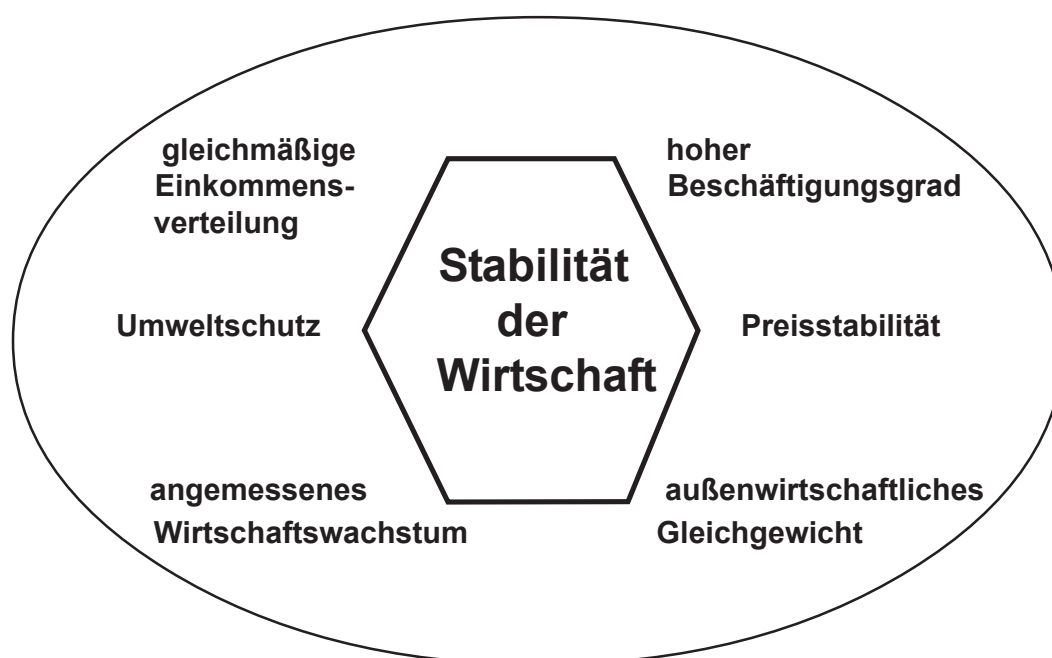 gleichmäßige
Einkommens-
verteilung
hoher
Beschäftigungsgrad
Stabilität
der
Wirtschaft
Umweltschutz
Preisstabilität
angemessenes
Wirtschaftswachstum
außenwirtschaftliches
Gleichgewicht